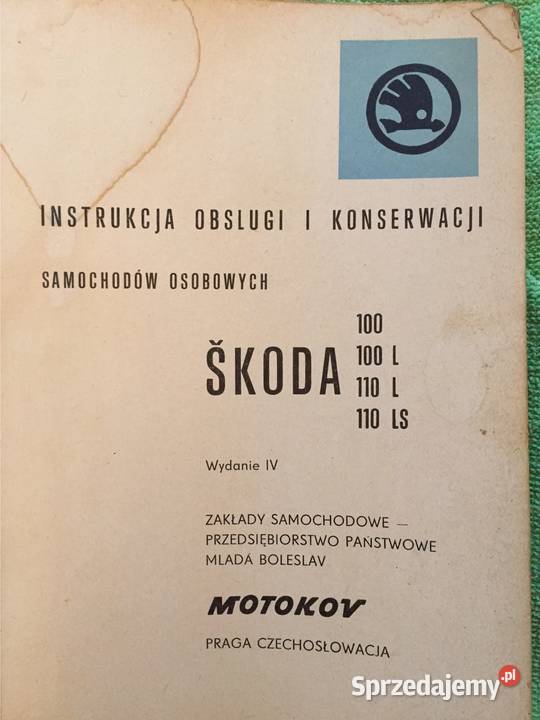 INSTRUKCJA OBSLUGI I KONSERWACJI
SAMOCHODÓW OSOBOWYCH
ŠKODA
100
100 L
110 L
110 LS
Wydanie IV
ZAKŁADY SAMOCHODOWE —
PRZEDSIĘBIORSTWO PAŃSTWOWE
MLADÁ BOLESLAV
MOTOKOV
PRAGA CZECHOSŁOWACJA
Sprzedajemy.pl